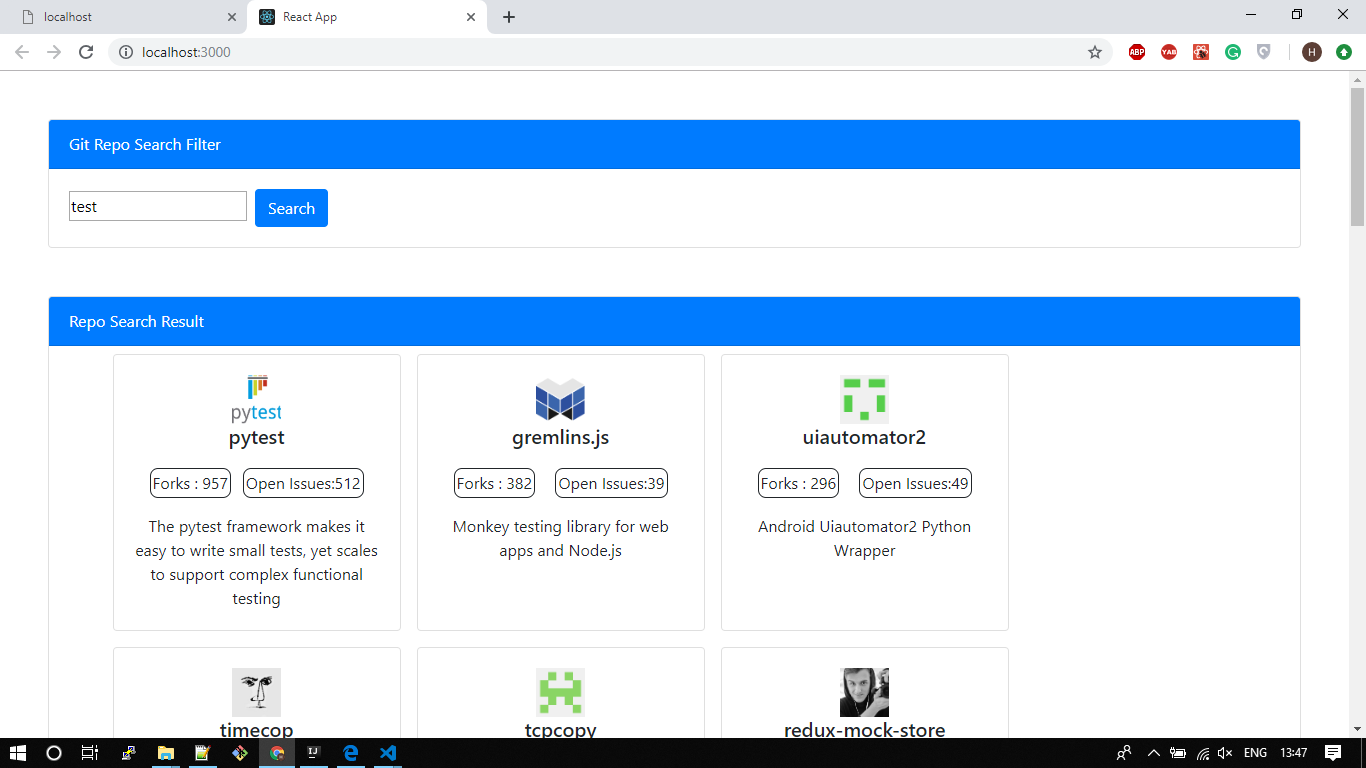 localhost
React App
localhost:3000
ABP
YAB
H
Git Repo Search Filter
test
Search
Repo Search Result
pytest
pytest
Forks : 957
Open Issues:512
The pytest framework makes it
easy to write small tests, yet scales
to support complex functional
testing
gremlins.js
Forks : 382
Open Issues:39
Monkey testing library for web
apps and Node.js
uiautomator2
Forks : 296
Open Issues:49
Android Uiautomator2 Python
Wrapper
timecop
tcpcopy
redux-mock-store
IJ
ENG
13:47